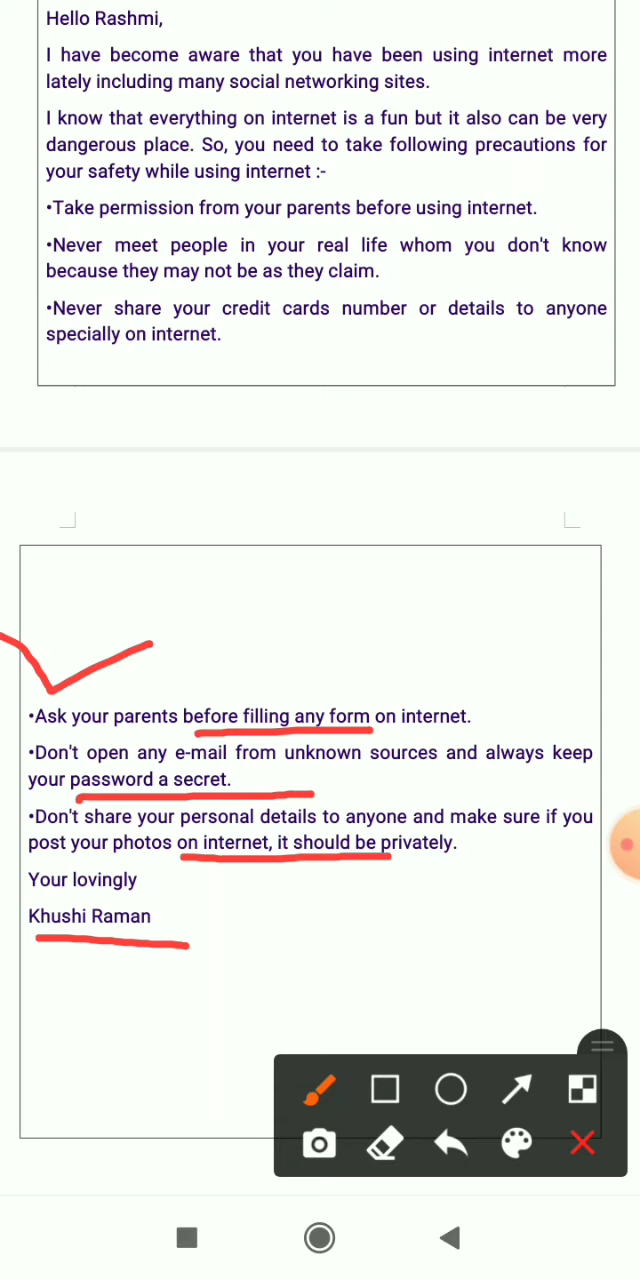 Hello Rashmi,
I have become aware that you have been using internet more
lately including many social networking sites.
I know that everything on internet is a fun but it also can be very
dangerous place. So, you need to take following precautions for
your safety while using internet :-
•Take permission from your parents before using internet.
•Never meet people in your real life whom you don't know
because they may not be as they claim.
•Never share your credit cards number or details to anyone
specially on internet.
•Ask your parents before filling any form on internet.
•Don't open any e-mail from unknown sources and always keep
your password a secret.
•Don't share your personal details to anyone and make sure if you
post your photos on internet, it should be privately.
Your lovingly
Khushi Raman